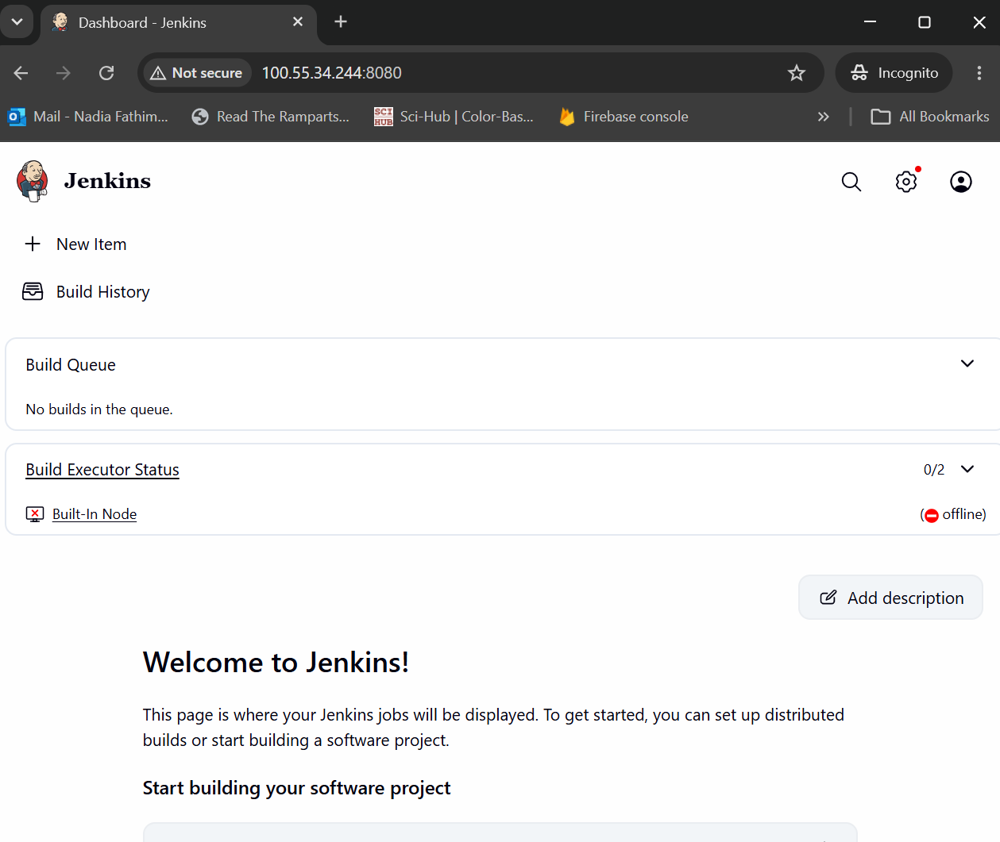 Dashboard - Jenkins
Not secure 100.55.34.244:8080 Incognito
Mail - Nadia Fathim... Read The Ramparts... SCI HUB Sci-Hub | Color-Bas... Firebase console » All Bookmarks
Jenkins
New Item
Build History
Build Queue
No builds in the queue.
Build Executor Status 0/2
Built-In Node (offline)
Add description
Welcome to Jenkins!
This page is where your Jenkins jobs will be displayed. To get started, you can set up distributed
builds or start building a software project.
Start building your software project